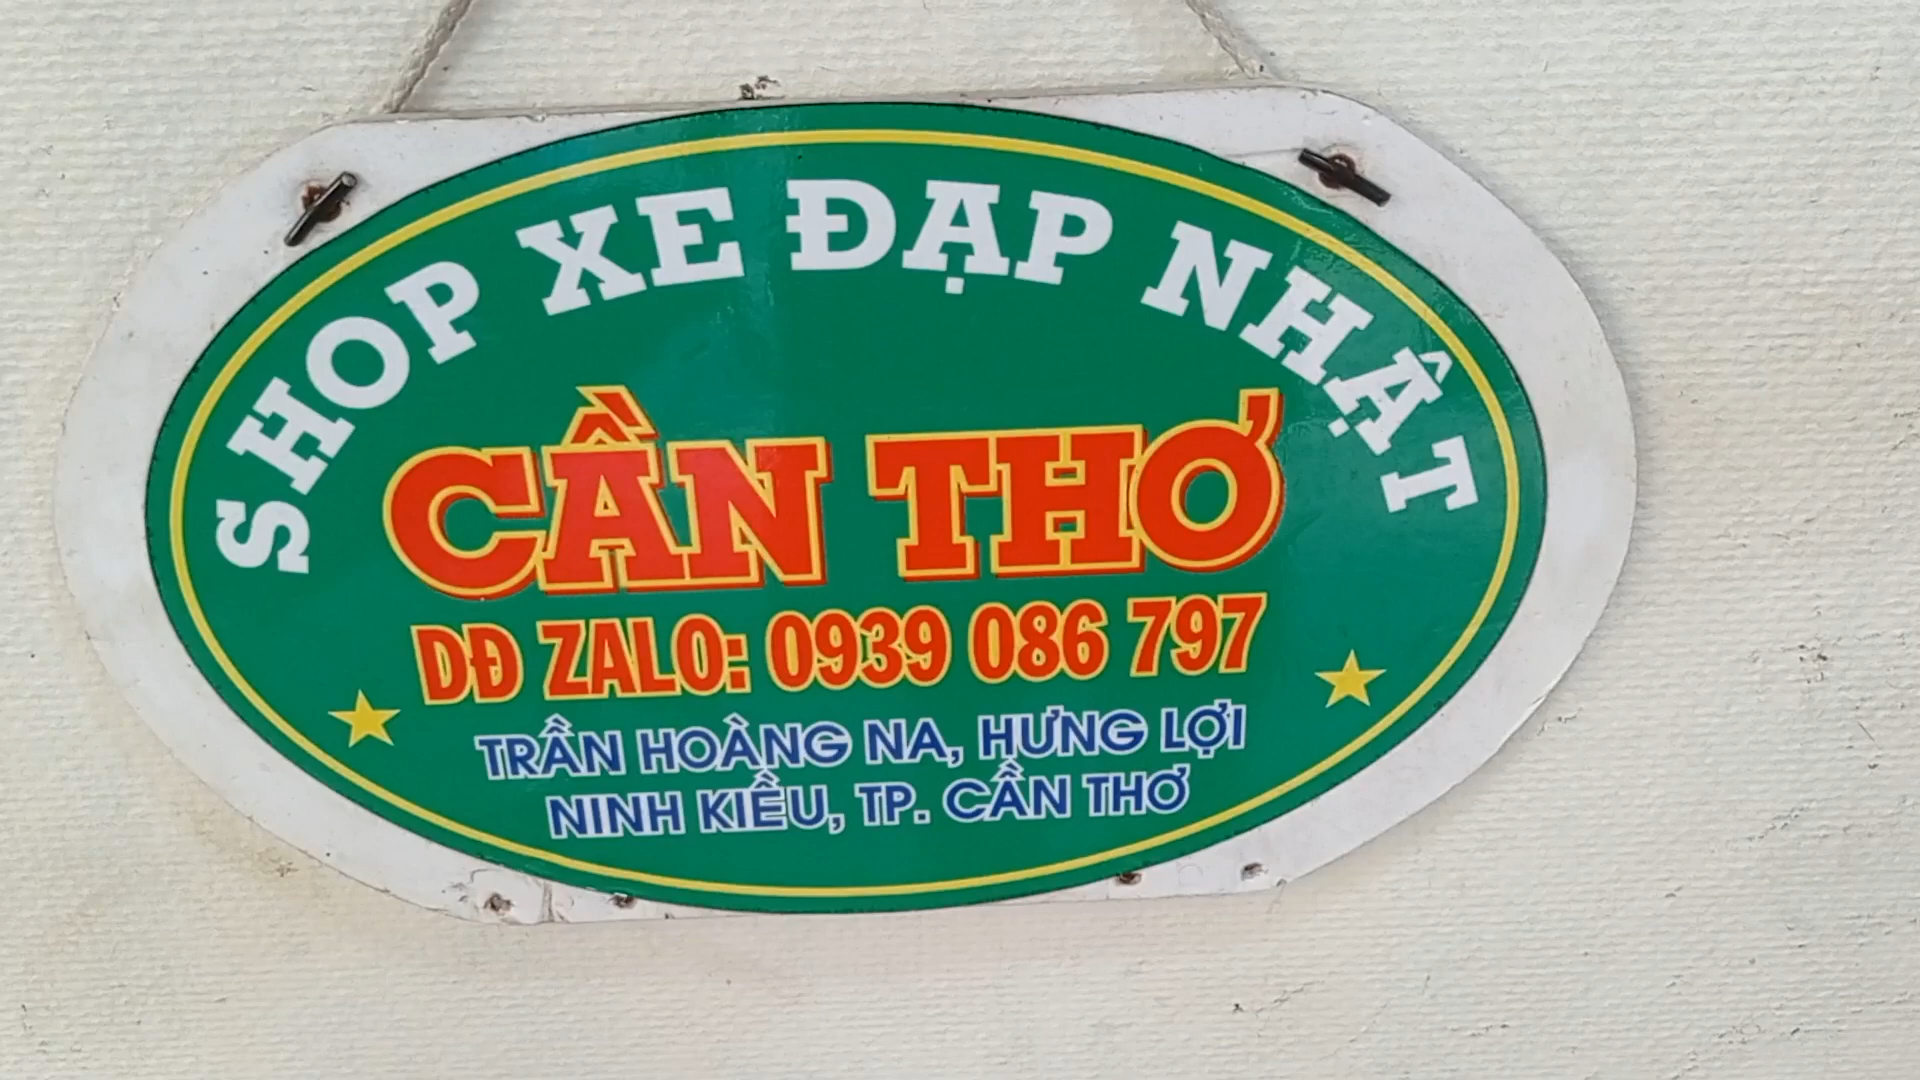 SHOP XE ĐẠP NHẬT
CẦN THƠ
DĐ ZALO: 0939 086 797
TRẦN HOÀNG NA, HƯNG LỢI
NINH KIỀU, TP. CẦN THƠ